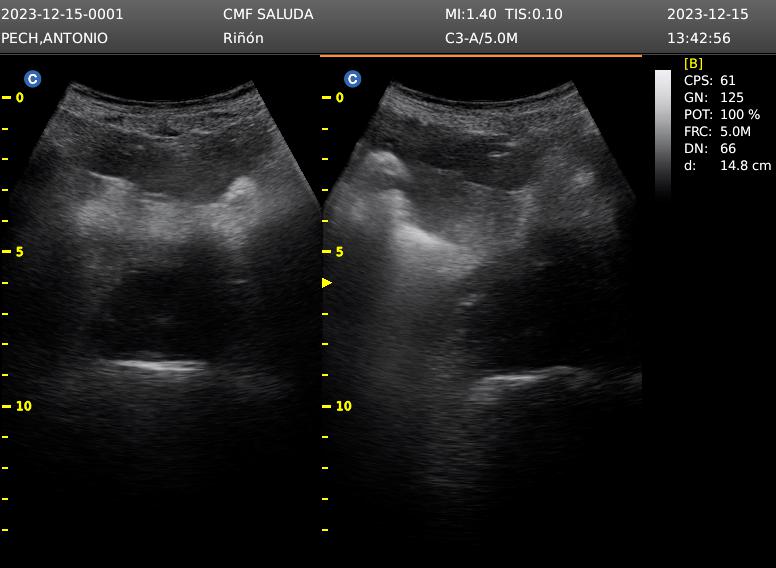 2023-12-15-0001 CMF SALUDA MI:1.40 TIS:0.10 2023-12-15
PECH,ANTONIO Riñón C3-A/5.0M 13:42:56
[B]
C C
0 0
CPS: 61
GN: 125
POT: 100 %
FRC: 5.0M
DN: 66
d: 14.8 cm
5 5
10 10